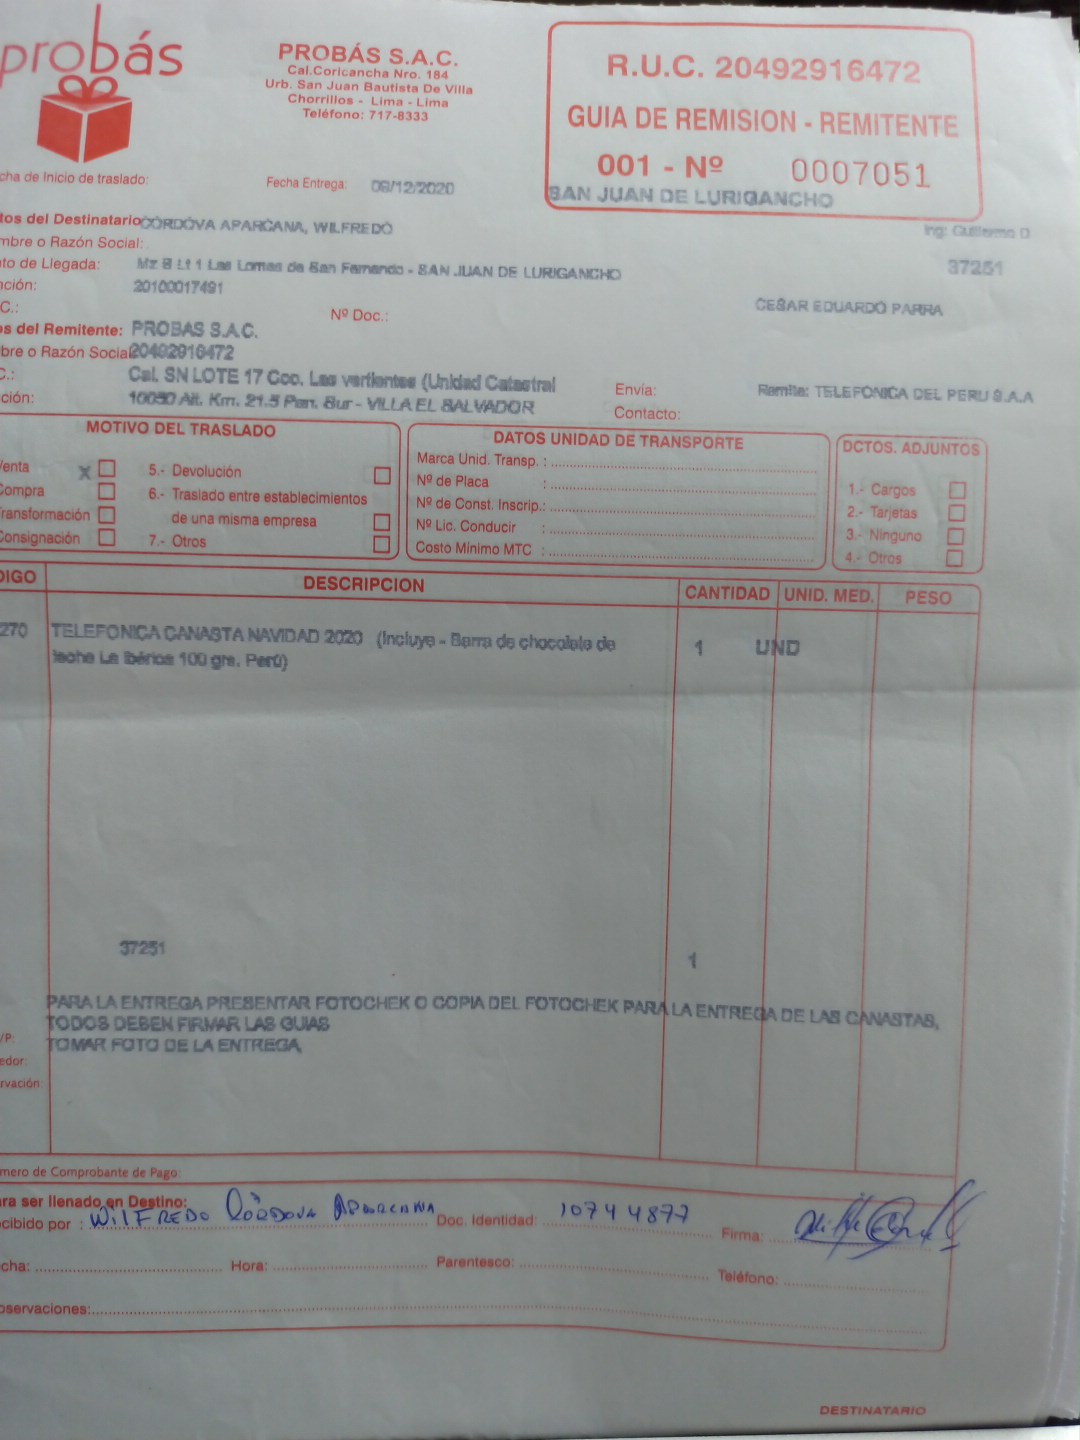 probás
PROBÁS S.A.C.
Cal.Coricancha Nro. 184
Urb. San Juan Bautista De Villa
Chorrillos - Lima - Lima
Teléfono: 717-8333
R.U.C. 20492916472
GUIA DE REMISION - REMITENTE
001 - Nº 0007051
SAN JUAN DE LURIGANCHO
cha de Inicio de traslado:
Fecha Entrega: 09/12/2020
tos del Destinatario CORDOVA APARCANA, WILFREDO
Ing: Guillermo D
mbre o Razón Social:
nto de Llegada: Mz B Lt 1 Las Lomas de San Fernando - SAN JUAN DE LURIGANCHO
37251
nción: 20100017491
CESAR EDUARDO PARRA
C.: Nº Doc.:
os del Remitente: PROBAS S.A.C.
bre o Razón Social 20492916472
C.: Cal. SN LOTE 17 Coo. Las vertientes (Unidad Catastral
Envía: Remite: TELEFONICA DEL PERU S.A.A
ción: 10050 Alt. Km. 21.5 Pan. Sur - VILLA EL SALVADOR
Contacto:
MOTIVO DEL TRASLADO
Venta X
Compra
Transformación
Consignación
5.- Devolución
6.- Traslado entre establecimientos
de una misma empresa
7.- Otros
DATOS UNIDAD DE TRANSPORTE
Marca Unid. Transp. :
Nº de Placa :
Nº de Const. Inscrip.:
Nº Lic. Conducir :
Costo Mínimo MTC :
DCTOS. ADJUNTOS
1.- Cargos
2.- Tarjetas
3.- Ninguno
4.- Otros
DIGO DESCRIPCION CANTIDAD UNID. MED. PESO
270 TELEFONICA CANASTA NAVIDAD 2020 (Incluye - Barra de chocolate de 1 UND
leche La Ibérica 100 grs. Perú)
37251 1
PARA LA ENTREGA PRESENTAR FOTOCHEK O COPIA DEL FOTOCHEK PARA LA ENTREGA DE LAS CANASTAS,
TODOS DEBEN FIRMAR LAS GUIAS
/P: TOMAR FOTO DE LA ENTREGA
edor:
rvación:
mero de Comprobante de Pago:
ara ser llenado en Destino:
cibido por : WILFREDO CÓRDOVA APARCANA Doc. Identidad: 10744877 Firma:
cha: Hora: Parentesco: Teléfono:
bservaciones:
DESTINATARIO